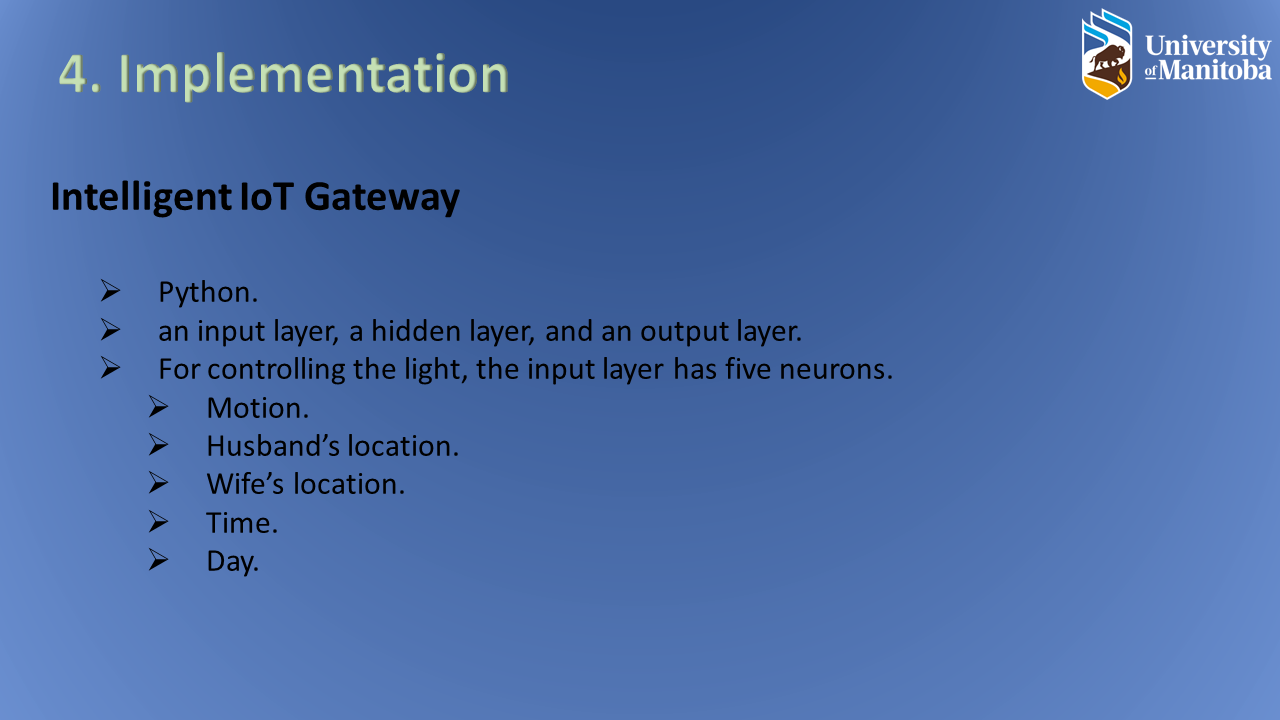 4. Implementation
University
of Manitoba
Intelligent IoT Gateway
➢ Python.
➢ an input layer, a hidden layer, and an output layer.
➢ For controlling the light, the input layer has five neurons.
➢ Motion.
➢ Husband’s location.
➢ Wife’s location.
➢ Time.
➢ Day.